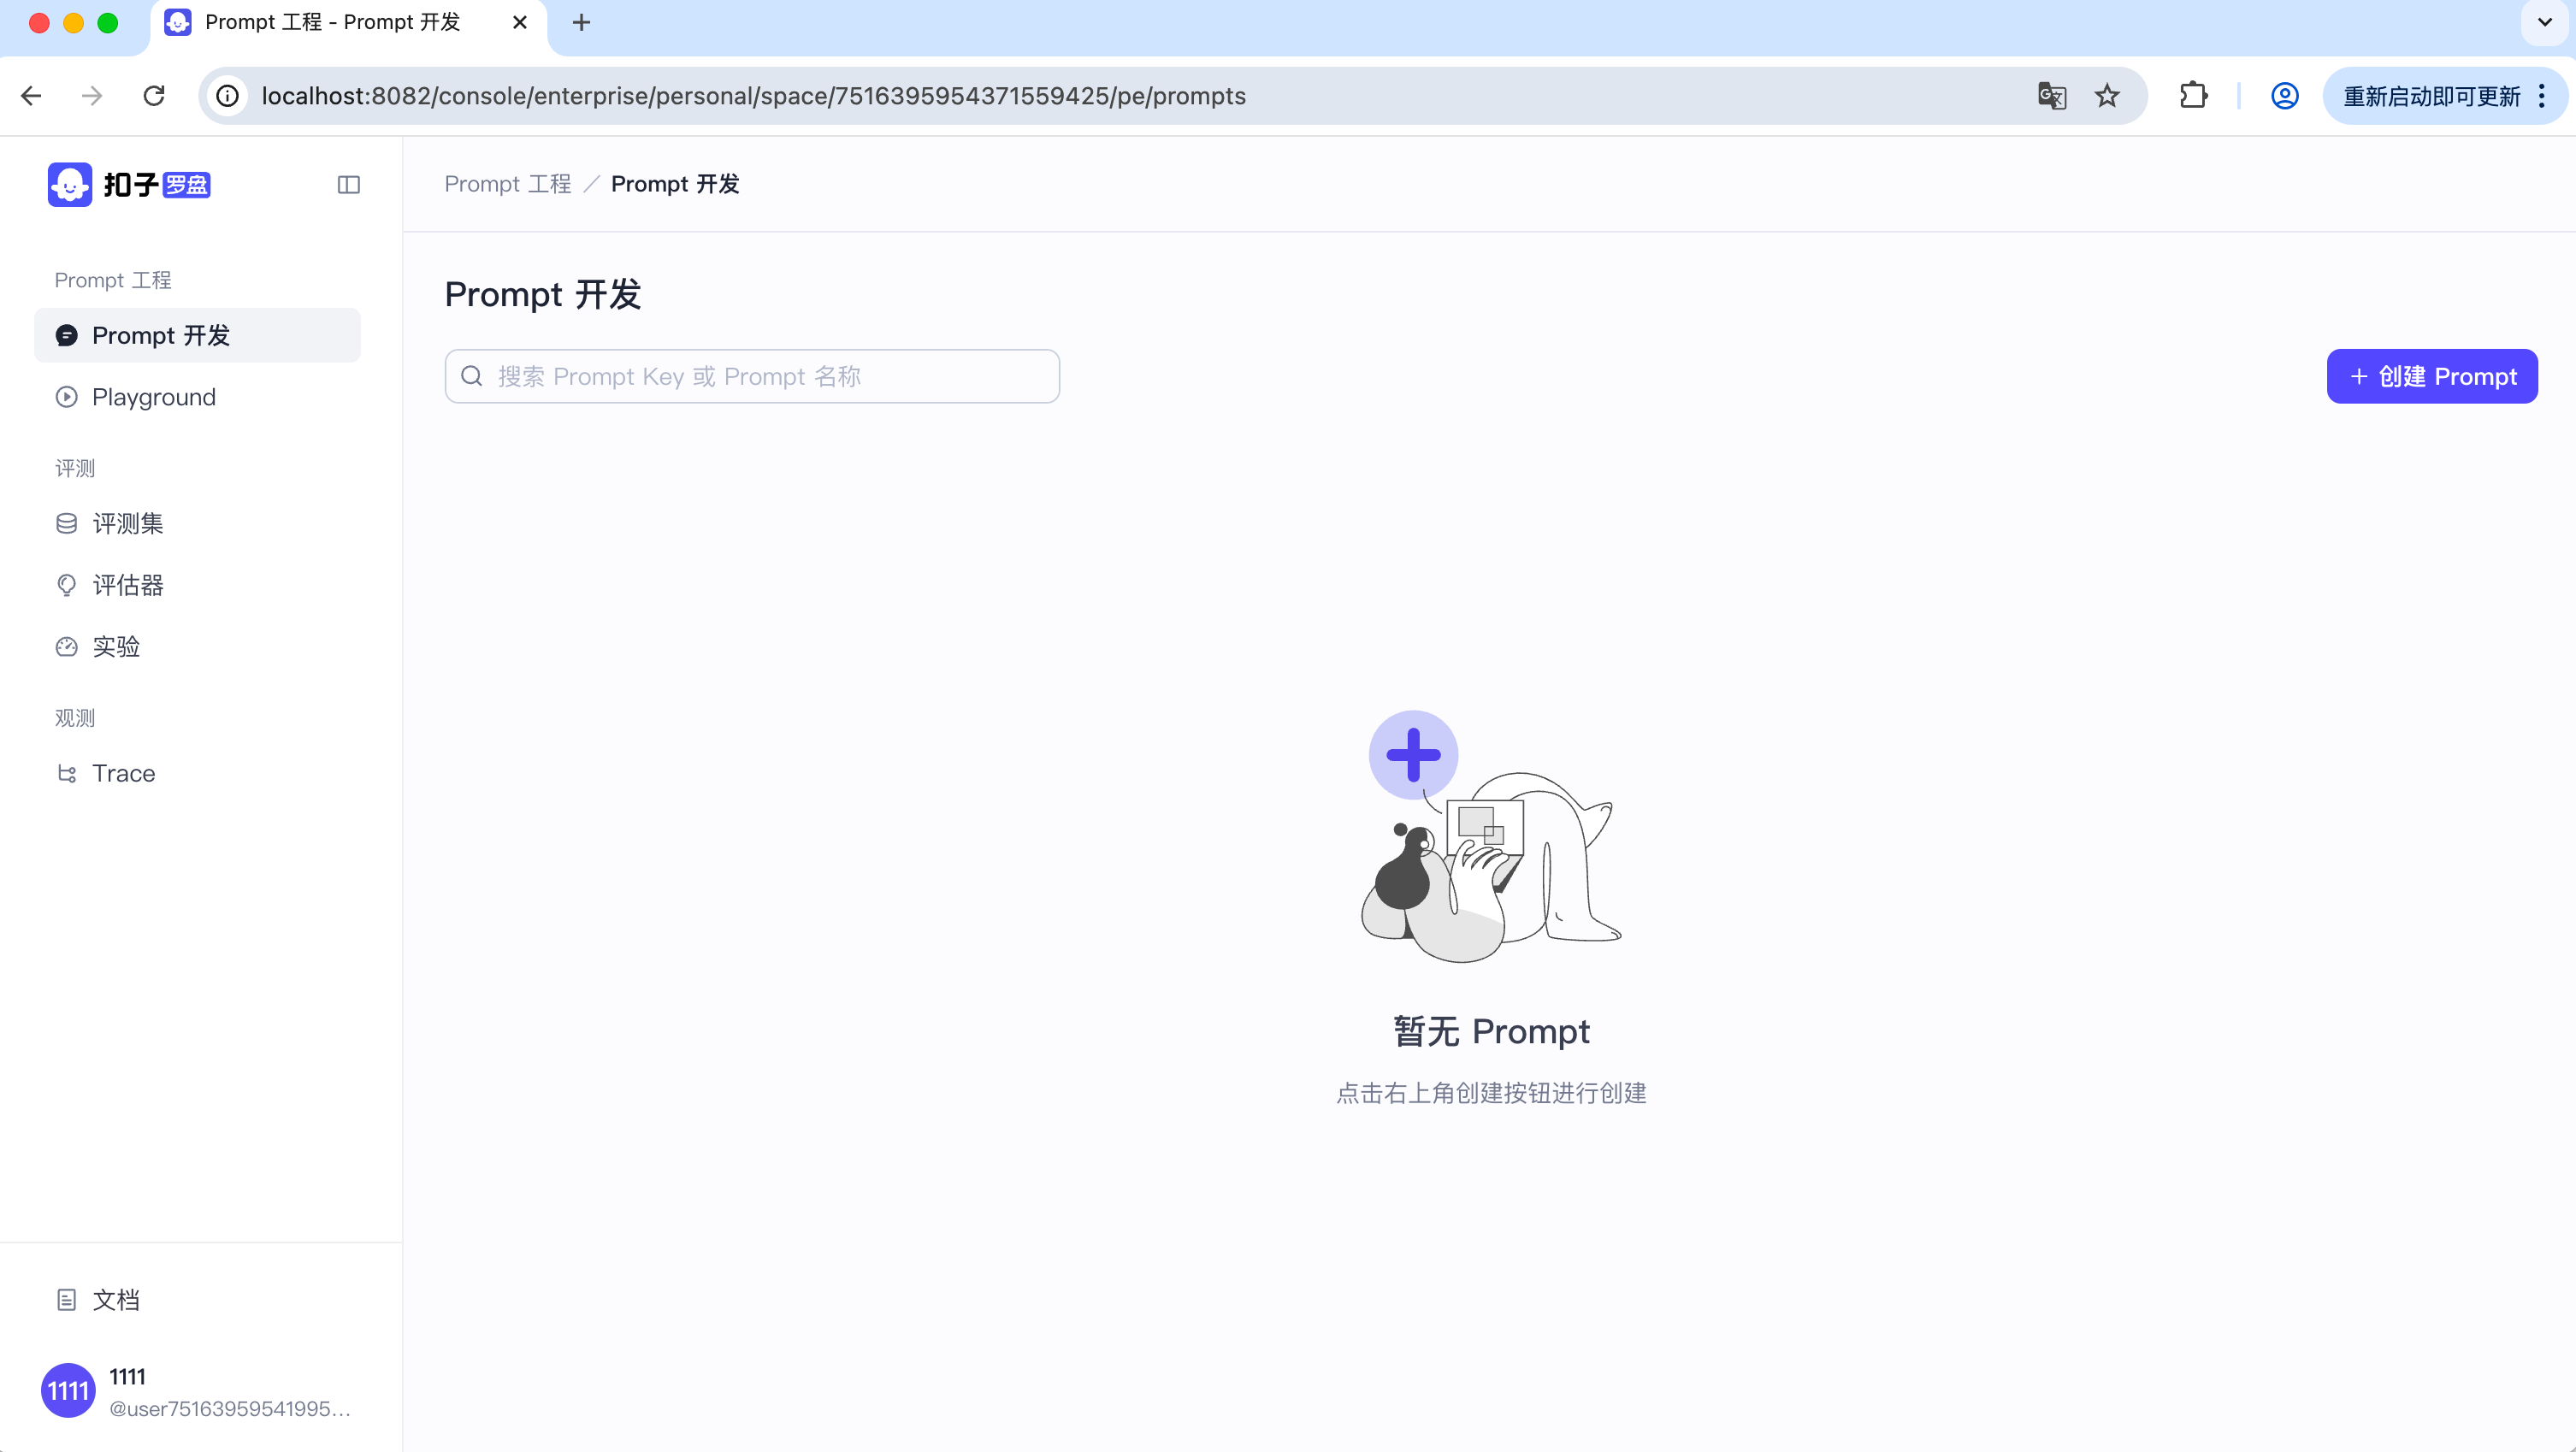 Prompt 工程 - Prompt 开发
localhost:8082/console/enterprise/personal/space/7516395954371559425/pe/prompts
重新启动即可更新
扣子罗盘
Prompt 工程 / Prompt 开发
Prompt 工程
Prompt 开发
Playground
评测
评测集
评估器
实验
观测
Trace
文档
1111
1111
@user75163959541995...
Prompt 开发
搜索 Prompt Key 或 Prompt 名称
+ 创建 Prompt
暂无 Prompt
点击右上角创建按钮进行创建